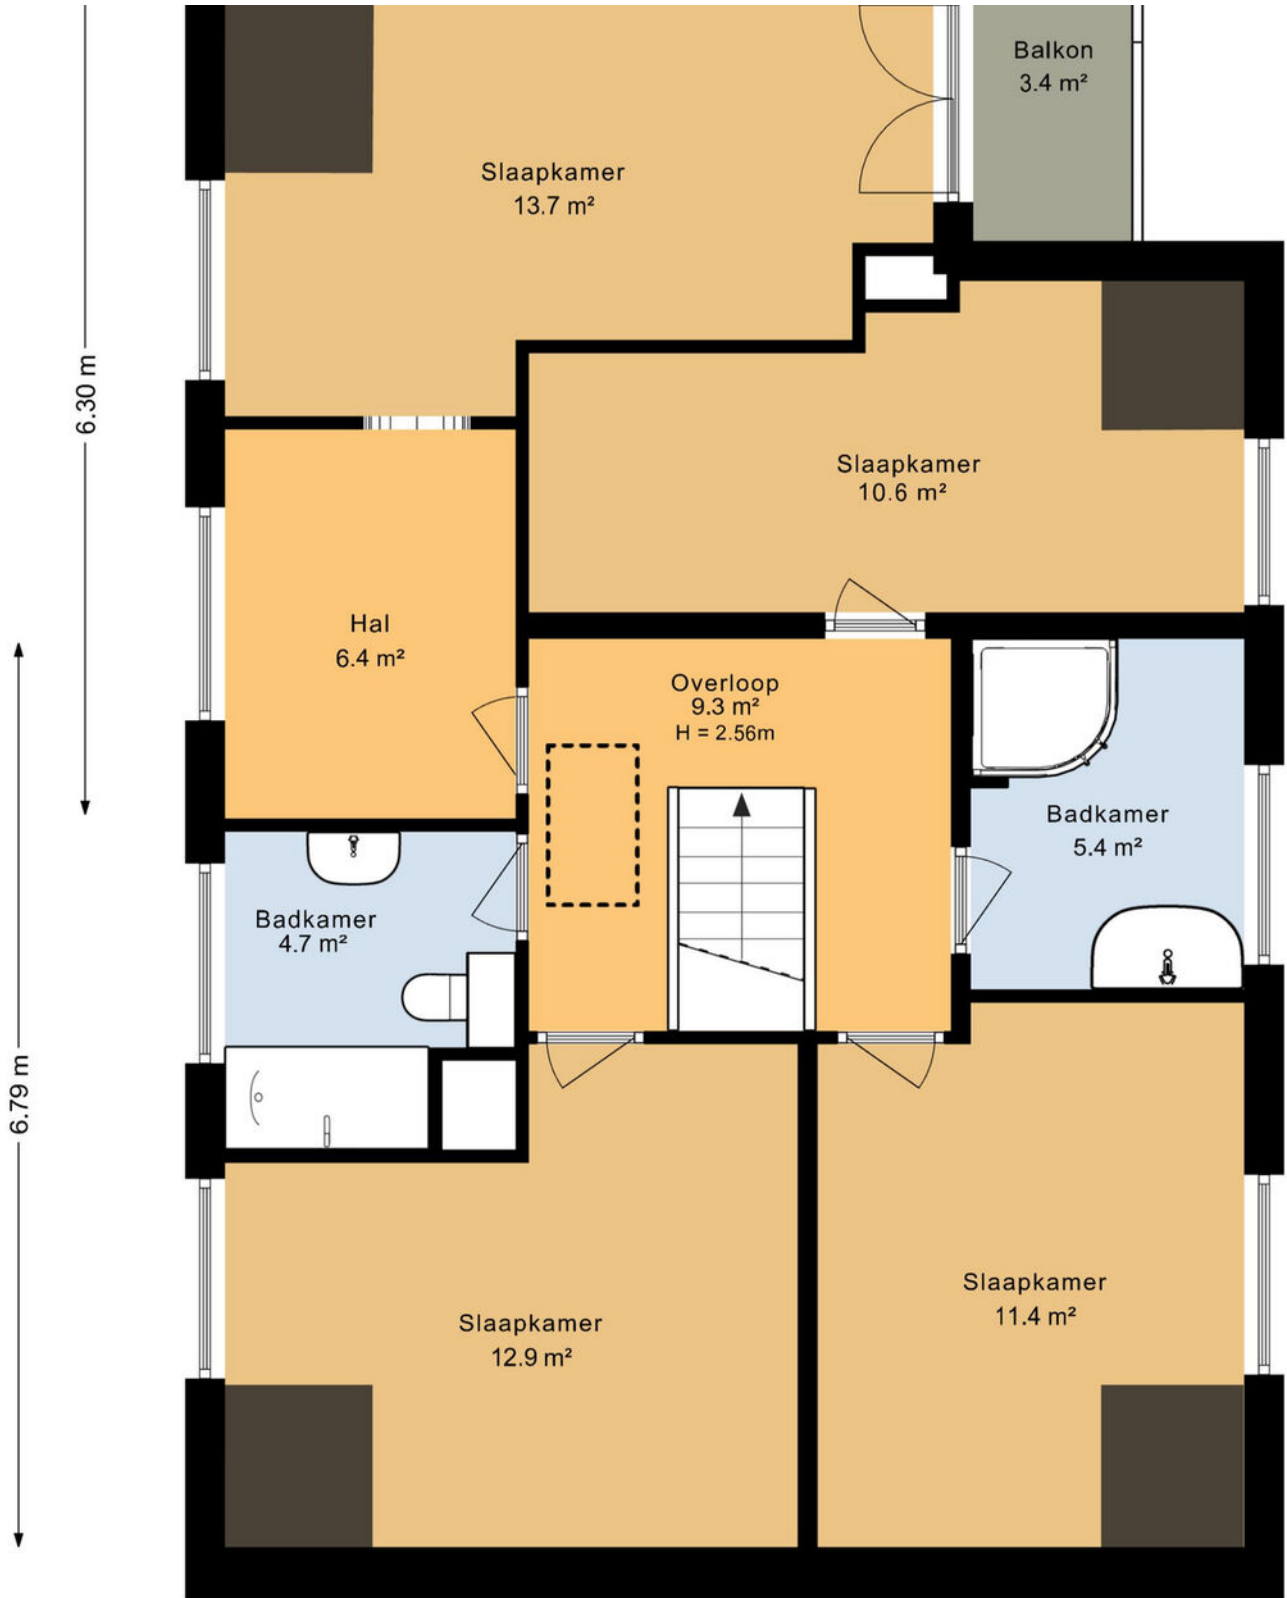 Balkon
3.4 m²
Slaapkamer
13.7 m²
6.30 m
Slaapkamer
10.6 m²
Hal
6.4 m²
Overloop
9.3 m²
H = 2.56m
Badkamer
5.4 m²
Badkamer
4.7 m²
6.79 m
Slaapkamer
11.4 m²
Slaapkamer
12.9 m²